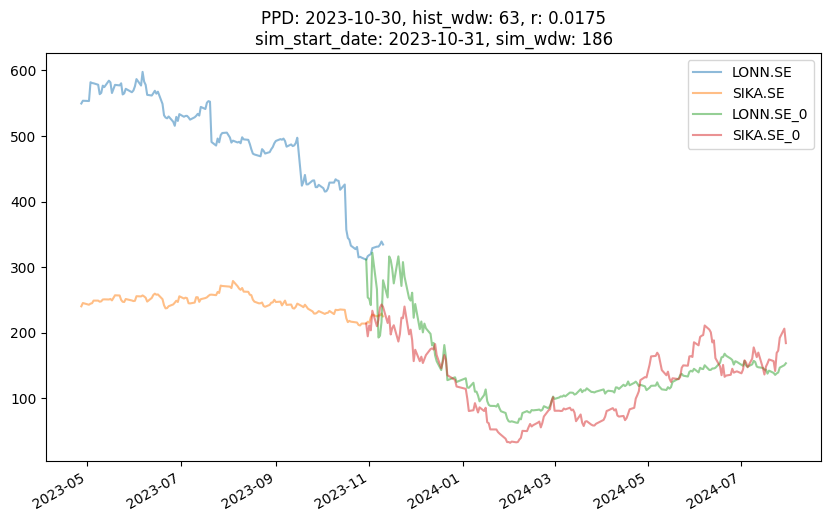 PPD: 2023-10-30, hist_wdw: 63, r: 0.0175
sim_start_date: 2023-10-31, sim_wdw: 186
600
500
400
300
200
100
LONN.SE
SIKA.SE
LONN.SE_0
SIKA.SE_0
2023-05
2023-07
2023-09
2023-11
2024-01
2024-03
2024-05
2024-07